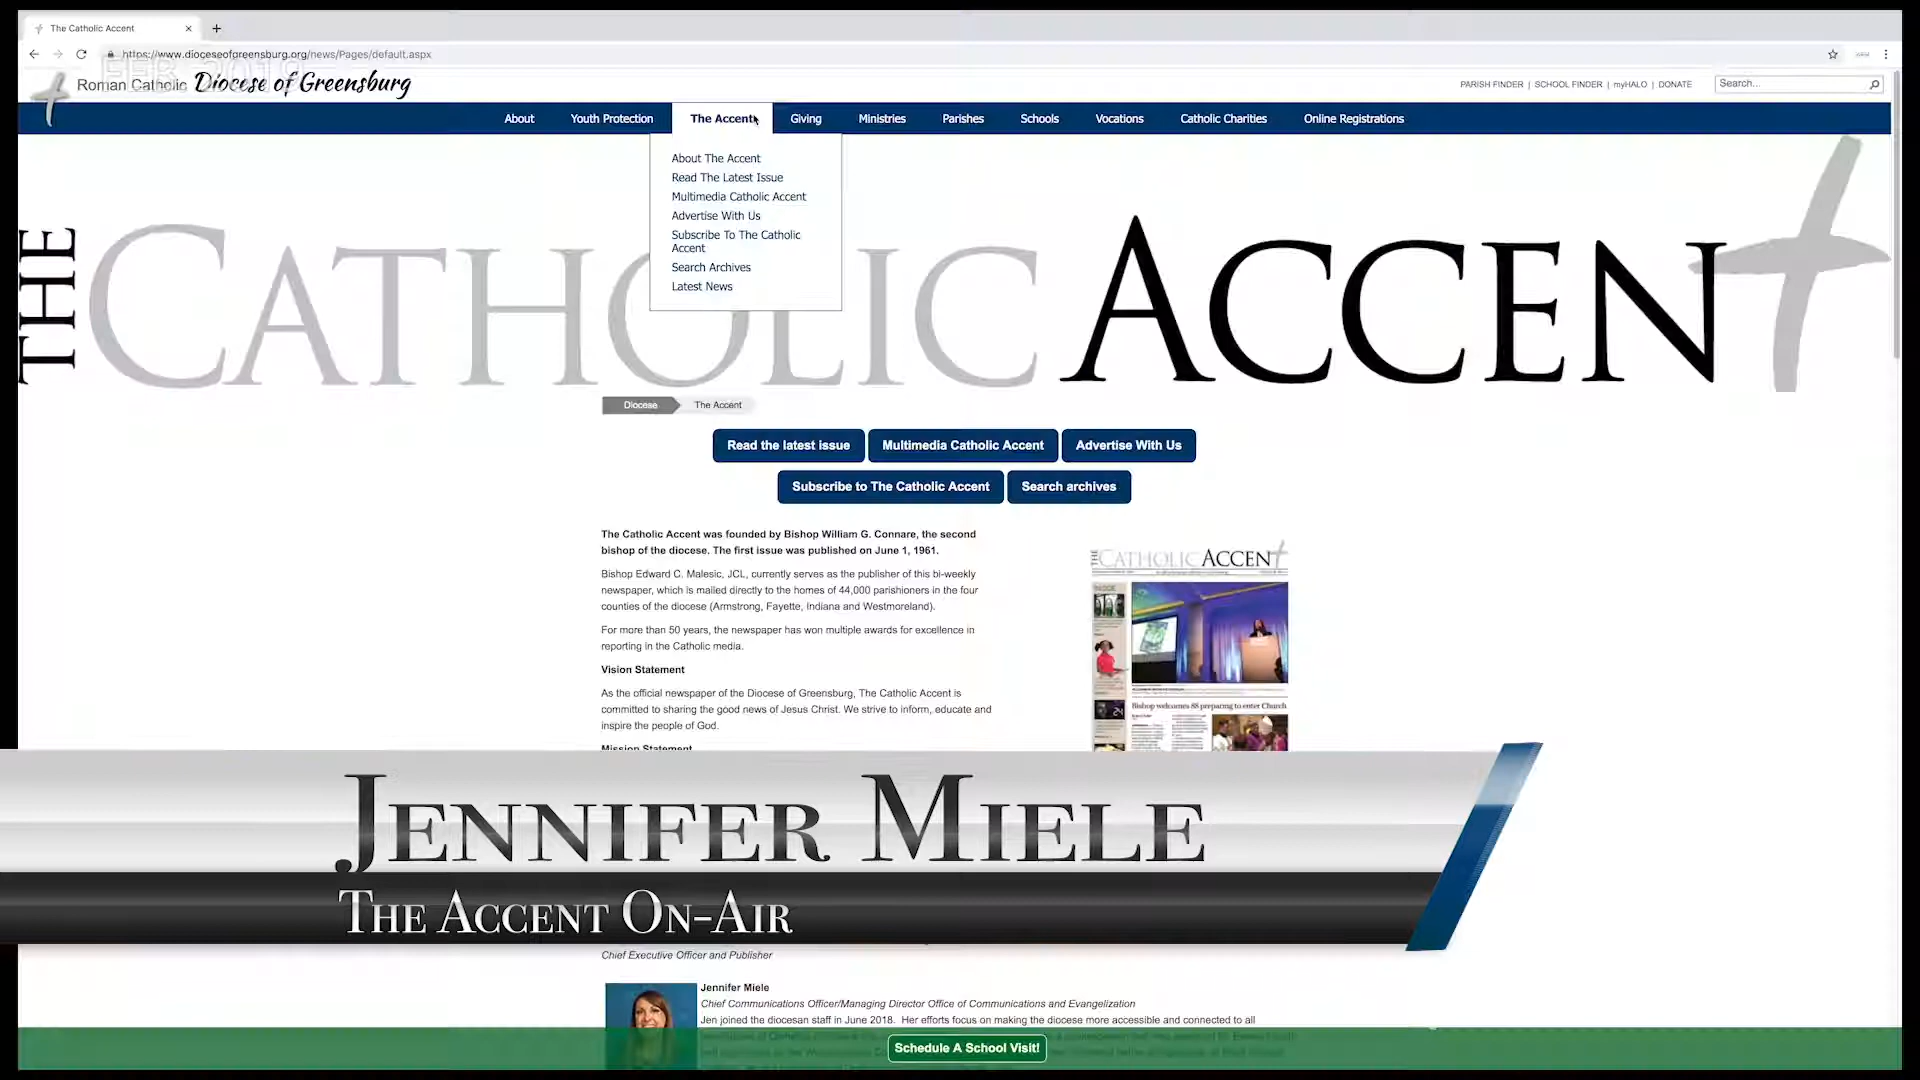 The Catholic Accent
https://www.dioceseofgreensburg.org/news/Pages/default.aspx
FEB. 2019
Roman Catholic Diocese of Greensburg
PARISH FINDER | SCHOOL FINDER | myHALO | DONATE
Search...
About
Youth Protection
The Accent
Giving
Ministries
Parishes
Schools
Vocations
Catholic Charities
Online Registrations
About The Accent
Read The Latest Issue
Multimedia Catholic Accent
Advertise With Us
Subscribe To The Catholic
Accent
Search Archives
Latest News
THE CATHOLIC ACCENT
Diocese
The Accent
Read the latest issue
Multimedia Catholic Accent
Advertise With Us
Subscribe to The Catholic Accent
Search archives
The Catholic Accent was founded by Bishop William G. Connare, the second
bishop of the diocese. The first issue was published on June 1, 1961.
Bishop Edward C. Malesic, JCL, currently serves as the publisher of this bi-weekly
newspaper, which is mailed directly to the homes of 44,000 parishioners in the four
counties of the diocese (Armstrong, Fayette, Indiana and Westmoreland).
For more than 50 years, the newspaper has won multiple awards for excellence in
reporting in the Catholic media.
Vision Statement
As the official newspaper of the Diocese of Greensburg, The Catholic Accent is
committed to sharing the good news of Jesus Christ. We strive to inform, educate and
inspire the people of God.
Mission Statement
THE CATHOLIC ACCENT
Bishop welcomes 88 preparing to enter Church
JENNIFER MIELE
THE ACCENT ON-AIR
Chief Executive Officer and Publisher
Jennifer Miele
Chief Communications Officer/Managing Director Office of Communications and Evangelization
Jen joined the diocesan staff in June 2018. Her efforts focus on making the diocese more accessible and connected to all
Schedule A School Visit!